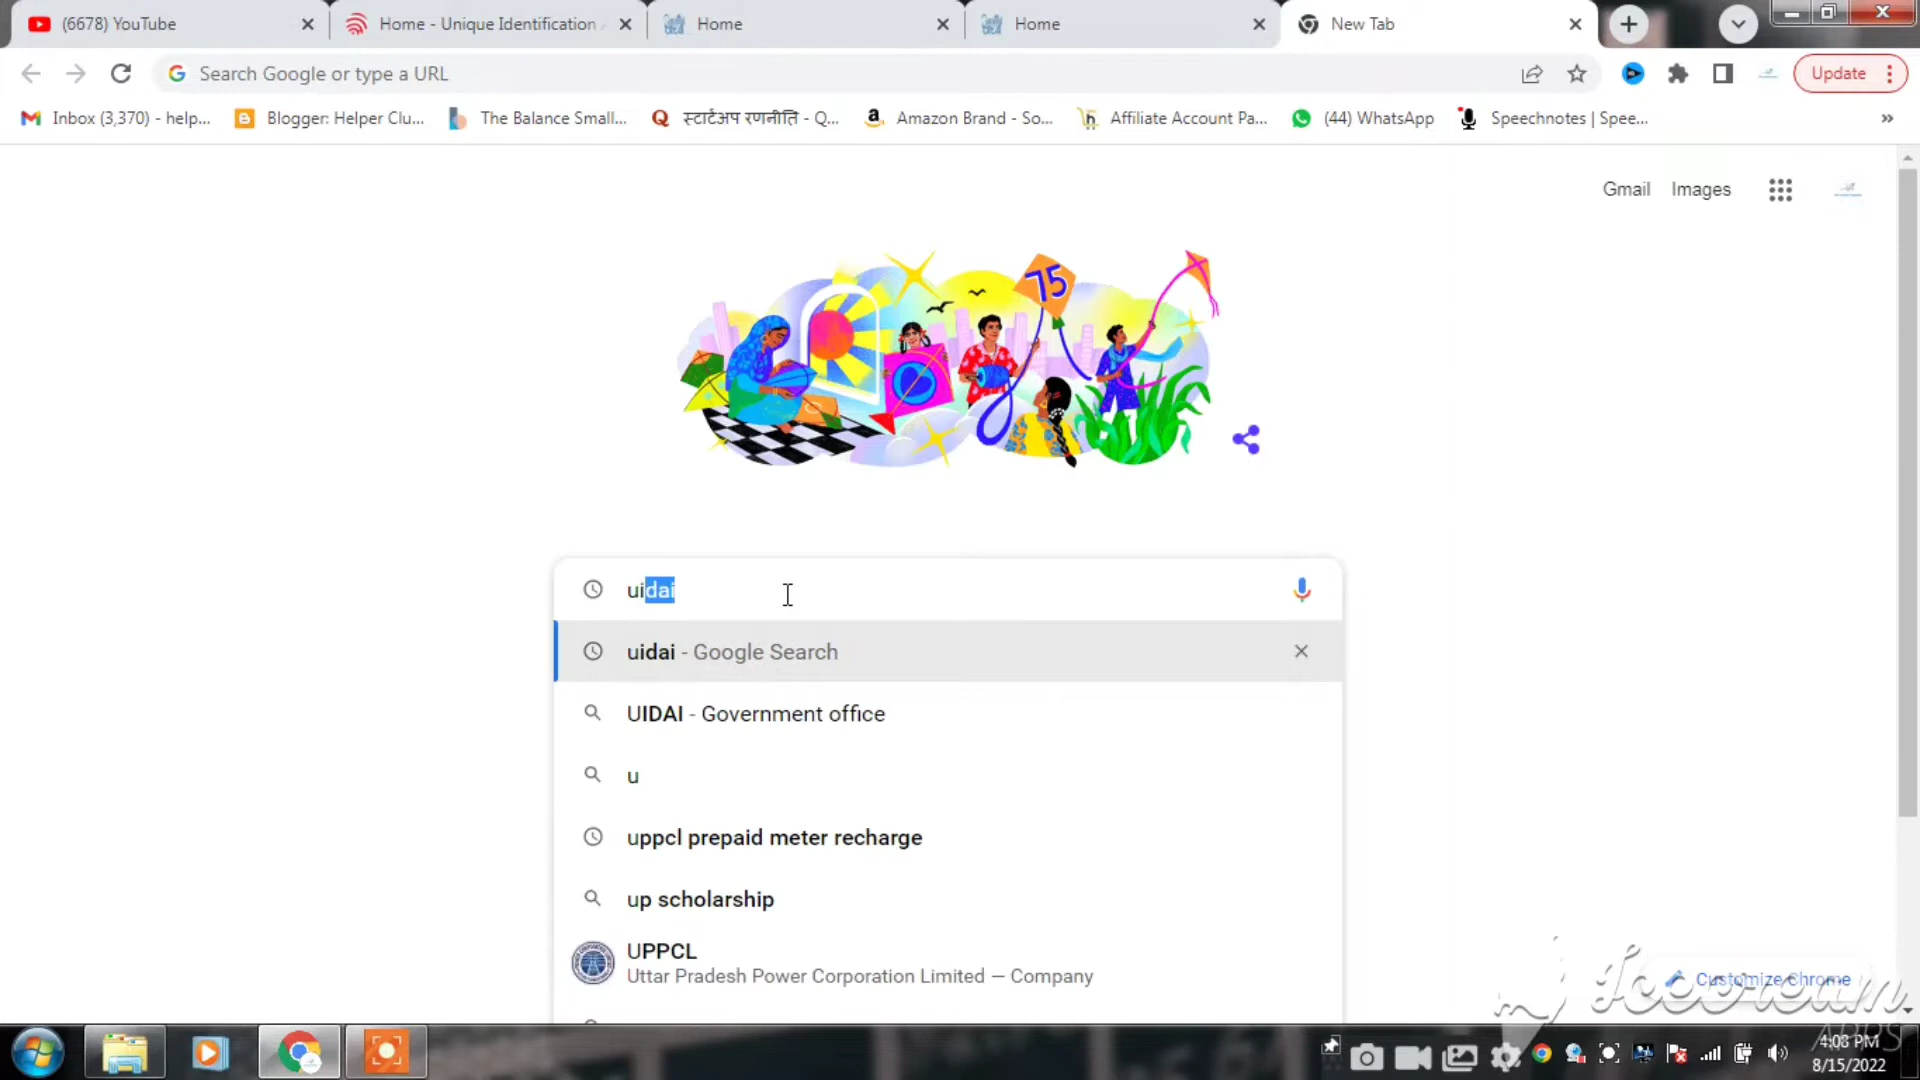 (6678) YouTube
Home - Unique Identification
Home
Home
New Tab
Search Google or type a URL
Update
Inbox (3,370) - help...
Blogger: Helper Clu...
The Balance Small...
स्टार्टअप रणनीति - Q...
Amazon Brand - So...
Affiliate Account Pa...
(44) WhatsApp
Speechnotes | Spee...
»
Gmail
Images
75
uidai
uidai - Google Search
UIDAI - Government office
u
uppcl prepaid meter recharge
up scholarship
UPPCL
Uttar Pradesh Power Corporation Limited — Company
Customize Chrome
Icecream
APPS
4:08 PM
8/15/2022